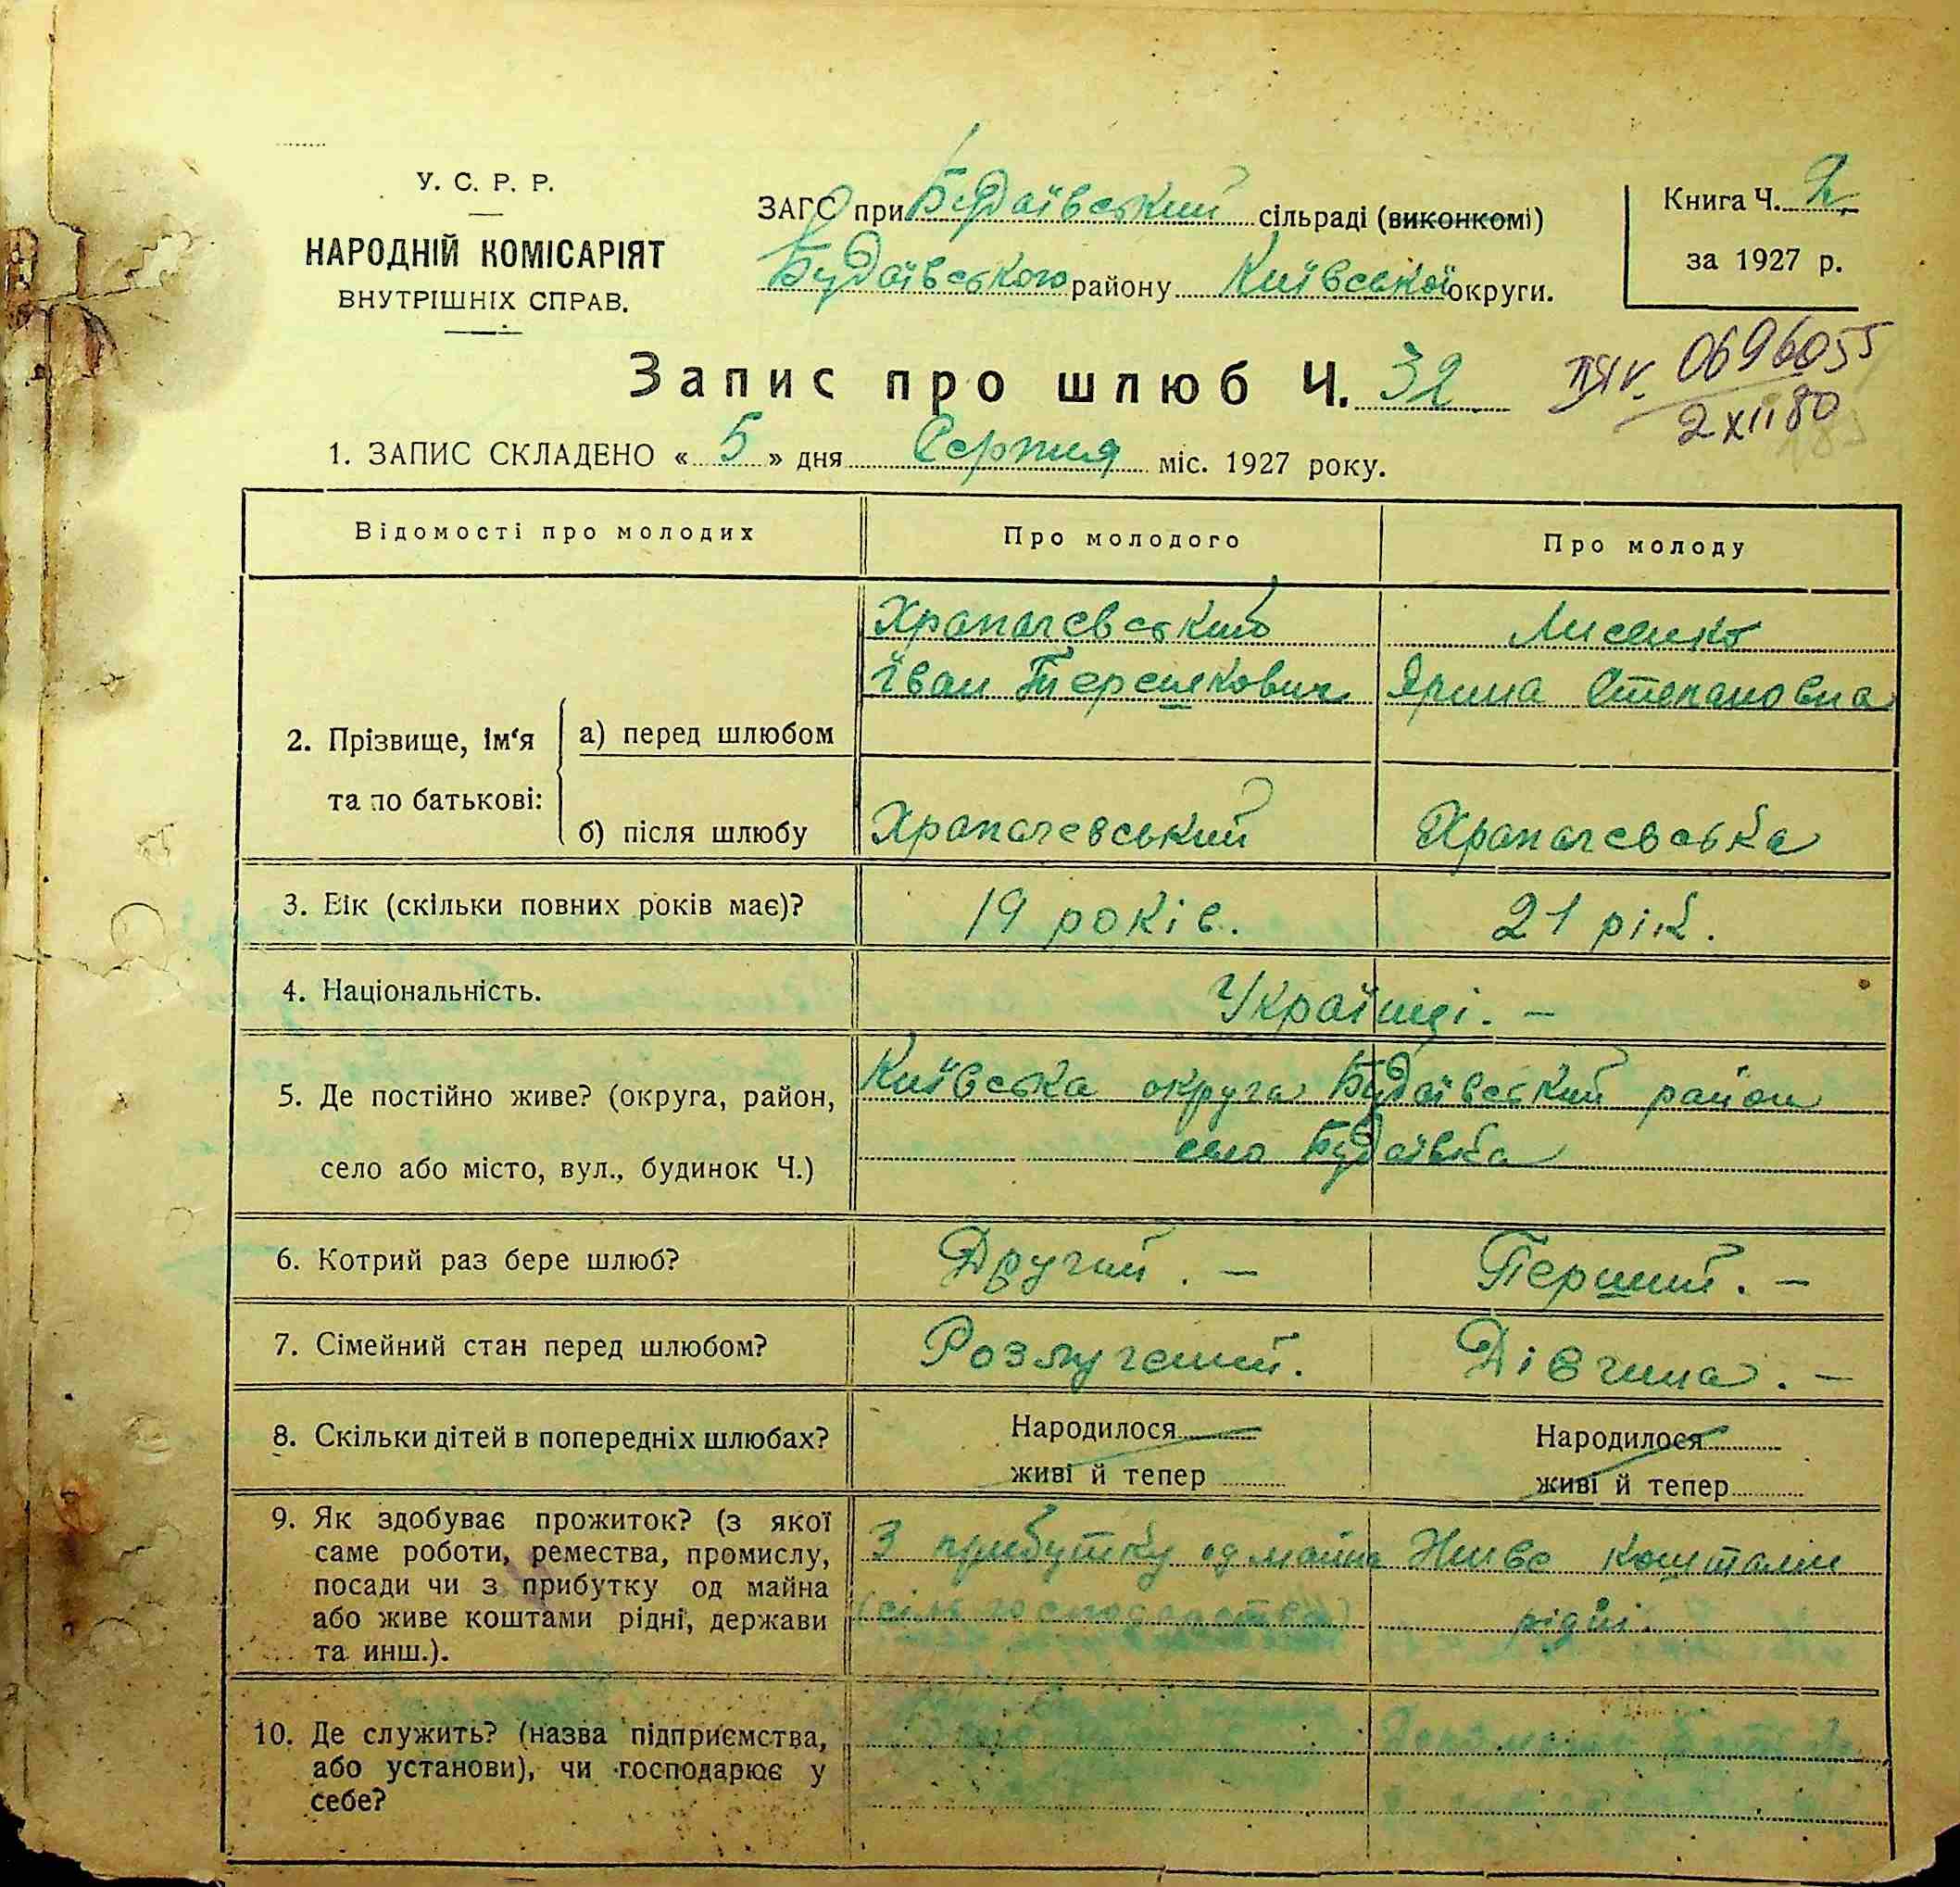 У. С. Р. Р.
НАРОДНІЙ КОМІСАРІЯТ
ВНУТРІШНІХ СПРАВ.
ЗАГС при Будаївський сільраді (виконкомі)
Будаївського району Київської округи.
Книга Ч. 2.
за 1927 р.
Запис про шлюб Ч. 32
0696055
2 XII 80
1. ЗАПИС СКЛАДЕНО « 5 » дня Серпня міс. 1927 року.
Відомості про молодих Про молодого Про молоду
2. Прізвище, ім‘я та по батькові:
а) перед шлюбом
Храпачевський
Іван Терешкович
Лисенко
Ярина Степановна
б) після шлюбу
Храпачевський
Храпачевська
3. Вік (скільки повних років має)? 19 років. 21 рік.
4. Національність. Українці. —
5. Де постійно живе? (округа, район, Київська округа Будаївський район
село або місто, вул., будинок Ч.) село Будаївка
6. Котрий раз бере шлюб? Другий. — Перший. —
7. Сімейний стан перед шлюбом? Розлучений. Дівчина. —
8. Скільки дітей в попередніх шлюбах? Народилося Народилося
живі й тепер живі й тепер
9. Як здобуває прожиток? (з якої
саме роботи, ремества, промислу,
посади чи з прибутку од майна
або живе коштами рідні, держави
та инш.).
З прибутку од майна
(сіль господарства)
Живе коштами
рідні.
10. Де служить? (назва підприємства,
або установи), чи господарює у
себе?